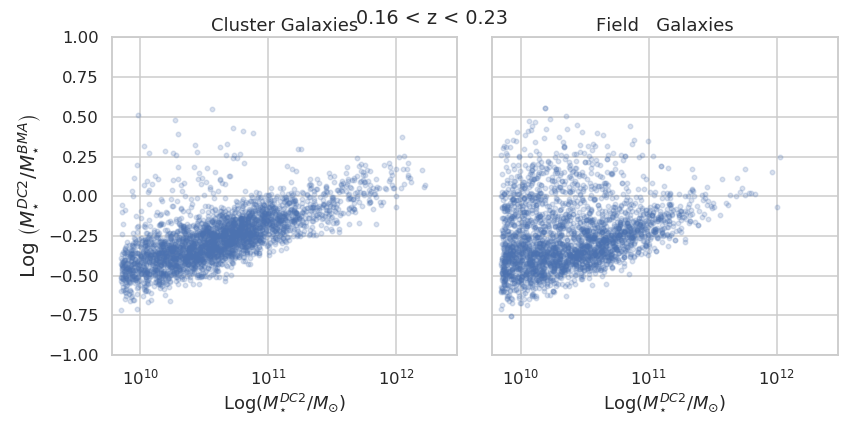 0.16 < z < 0.23
Cluster Galaxies
Field Galaxies
Log (M⋆^{DC2}/M⋆^{BMA})
1.00
0.75
0.50
0.25
0.00
−0.25
−0.50
−0.75
−1.00
10^{10} 10^{11} 10^{12}
10^{10} 10^{11} 10^{12}
Log(M⋆^{DC2}/M_⊙)
Log(M⋆^{DC2}/M_⊙)